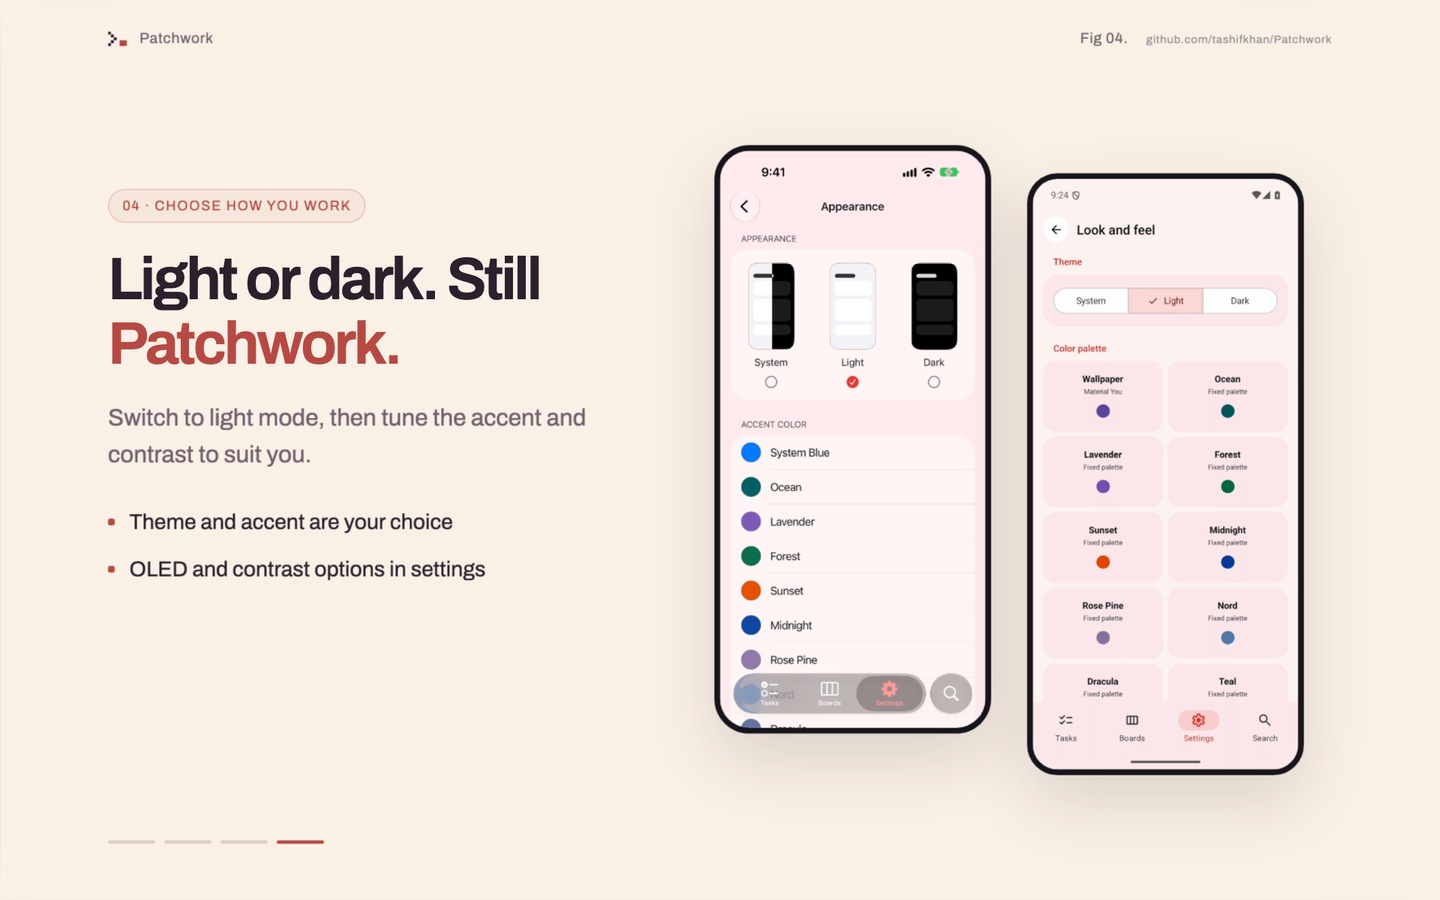 Patchwork
Fig 04.
github.com/tashifkhan/Patchwork
04 · CHOOSE HOW YOU WORK
Light or dark. Still
Patchwork.
Switch to light mode, then tune the accent and
contrast to suit you.
Theme and accent are your choice
OLED and contrast options in settings
9:41
Appearance
APPEARANCE
System
Light
Dark
ACCENT COLOR
System Blue
Ocean
Lavender
Forest
Sunset
Midnight
Rose Pine
Nord
Dracula
Tasks
Boards
Settings
9:24
Look and feel
Theme
System
Light
Dark
Color palette
Wallpaper
Material You
Ocean
Fixed palette
Lavender
Fixed palette
Forest
Fixed palette
Sunset
Fixed palette
Midnight
Fixed palette
Rose Pine
Fixed palette
Nord
Fixed palette
Dracula
Fixed palette
Teal
Fixed palette
Tasks
Boards
Settings
Search